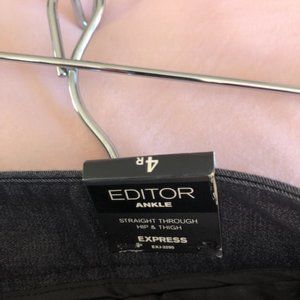 4R
EDITOR
ANKLE
STRAIGHT THROUGH
HIP & THIGH
EXPRESS